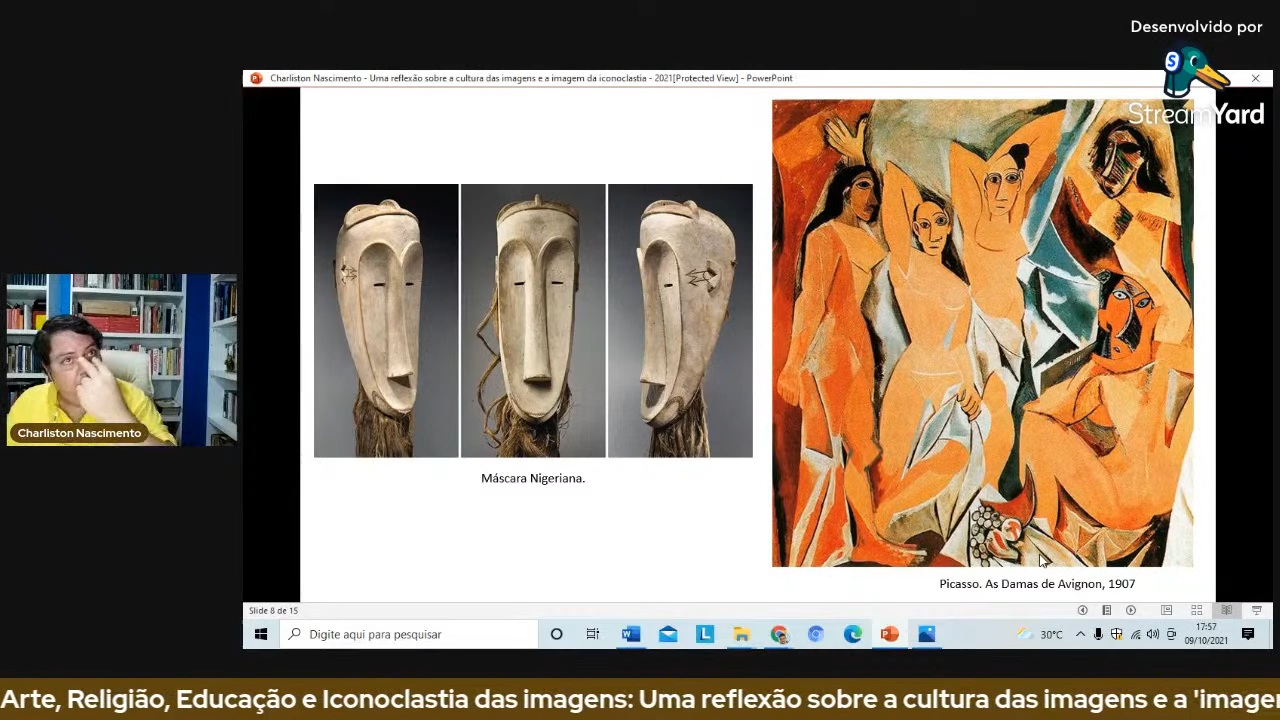 Desenvolvido por
S
StreamYard
Charliston Nascimento - Uma reflexão sobre a cultura das imagens e a imagem da iconoclastia - 2021[Protected View] - PowerPoint
Máscara Nigeriana.
Picasso. As Damas de Avignon, 1907
Charliston Nascimento
Slide 8 de 15
Digite aqui para pesquisar
30°C
17:57
09/10/2021
Arte, Religião, Educação e Iconoclastia das imagens: Uma reflexão sobre a cultura das imagens e a 'image